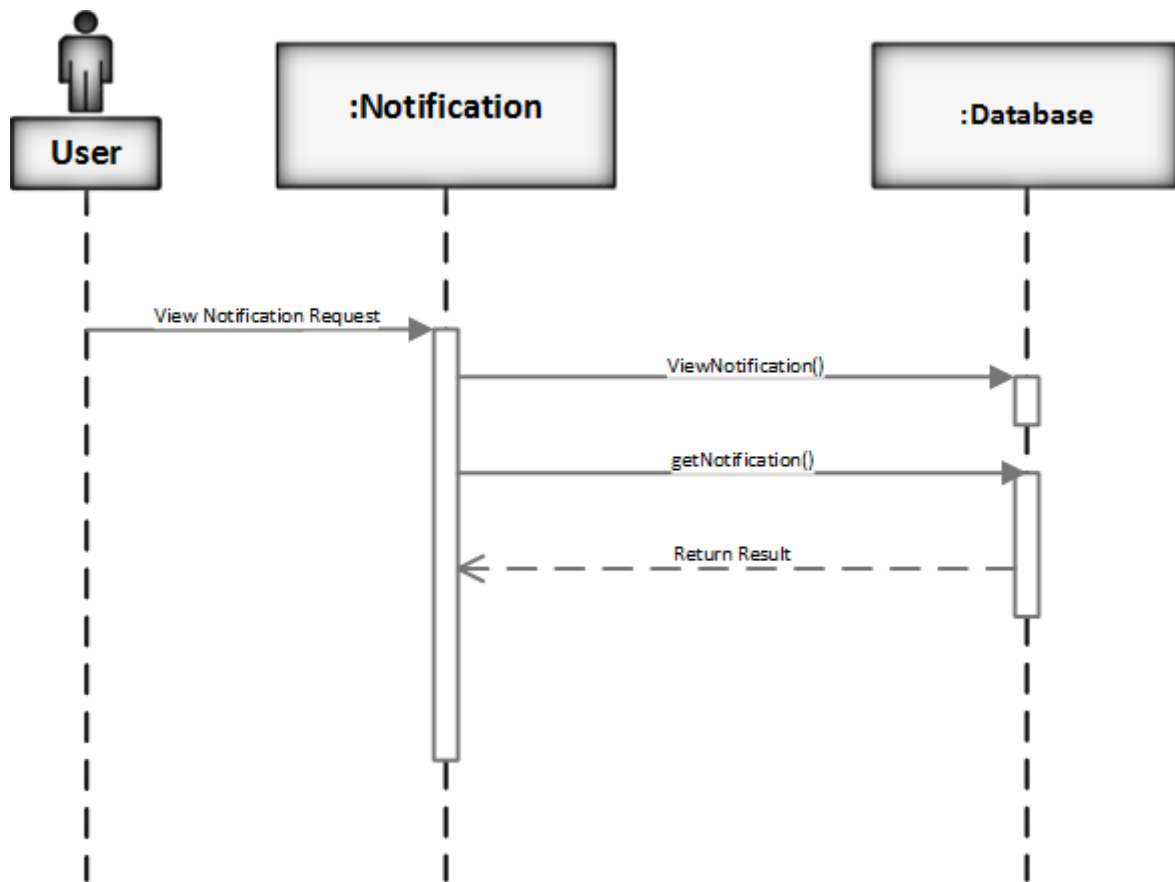 User
:Notification
:Database
View Notification Request
ViewNotification()
getNotification()
Return Result